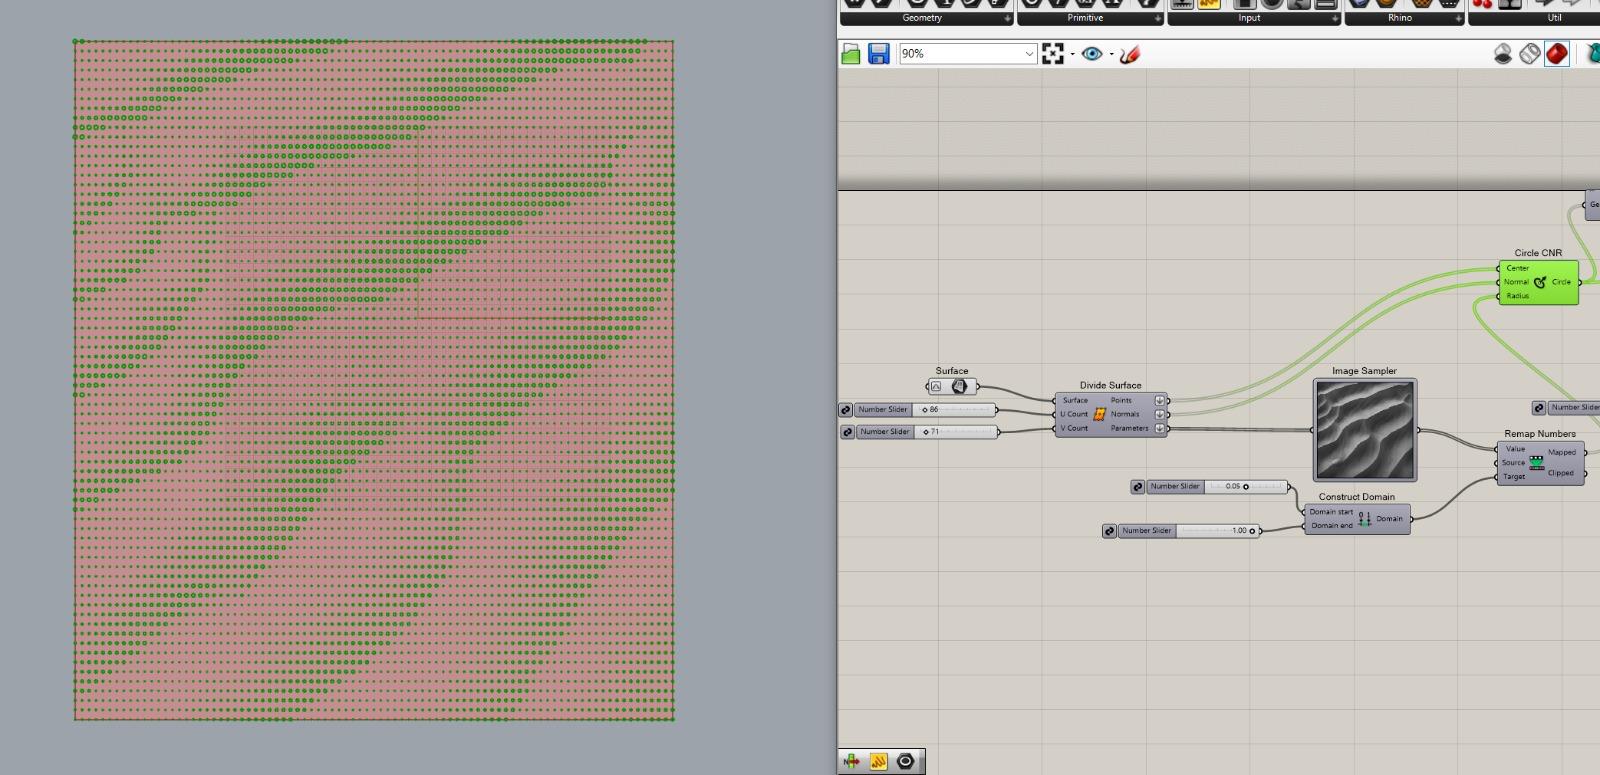 Geometry
Primitive
Input
Rhino
Util
90%
Ge
Circle CNR
Center
Normal Circle
Radius
Surface
Divide Surface
Image Sampler
Number Slider 86
Number Slider 71
Surface Points
U Count Normals
V Count Parameters
Number Slider
Remap Numbers
Value Mapped
Source
Clipped
Target
Number Slider 0.05
Construct Domain
Domain start
Domain end Domain
Number Slider 1.00